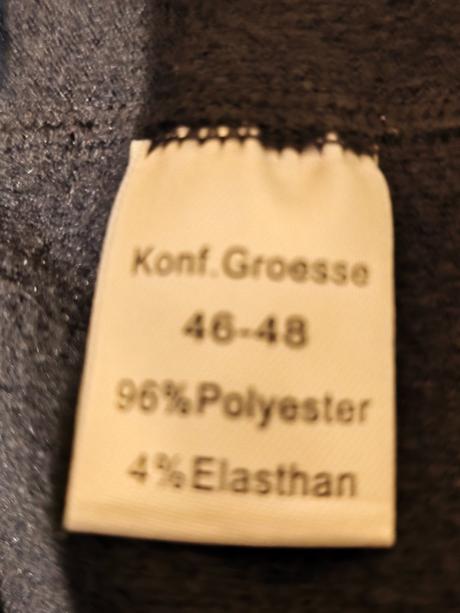 Konf.Groesse
46-48
96%Polyester
4%Elasthan